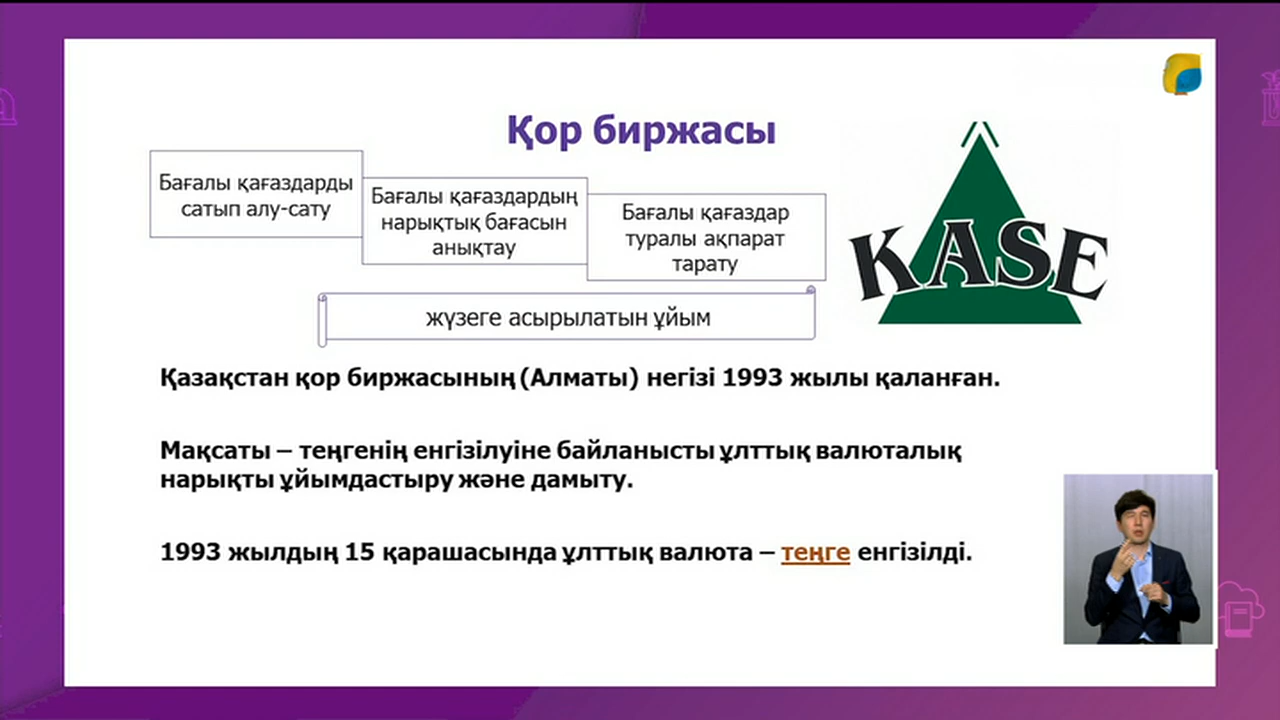 Қор биржасы
Бағалы қағаздарды
сатып алу-сату
Бағалы қағаздардың
нарықтық бағасын
анықтау
Бағалы қағаздар
туралы ақпарат
тарату
KASE
жүзеге асырылатын ұйым
Қазақстан қор биржасының (Алматы) негізі 1993 жылы қаланған.
Мақсаты – теңгенің енгізілуіне байланысты ұлттық валюталық
нарықты ұйымдастыру және дамыту.
1993 жылдың 15 қарашасында ұлттық валюта – теңге енгізілді.